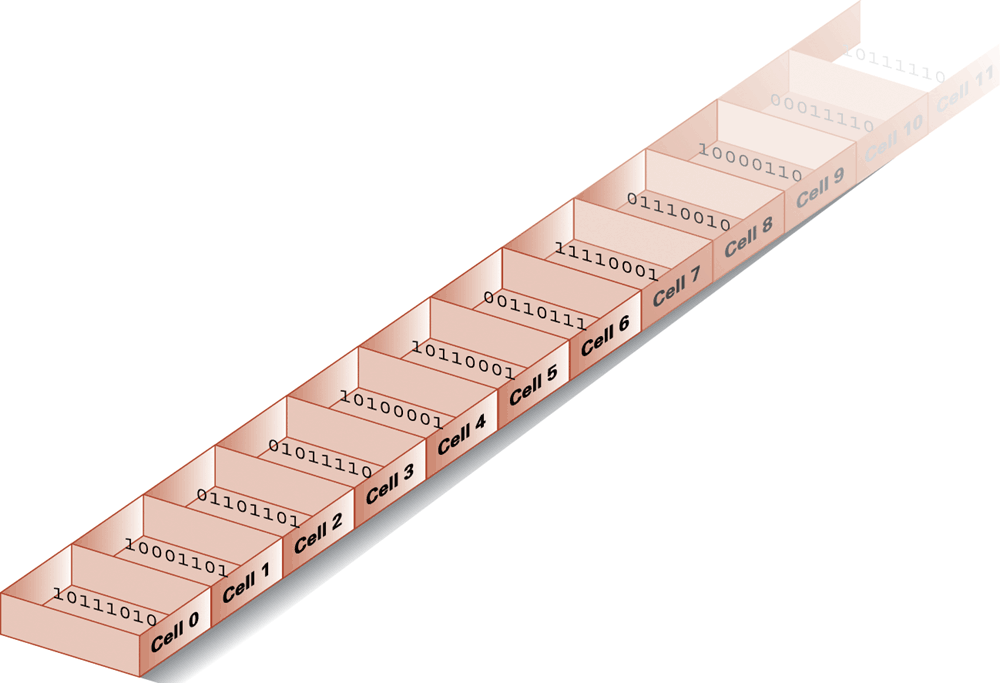 10111110
Cell 11
00011110
Cell 10
10000110
Cell 9
01110010
Cell 8
11110001
Cell 7
00110111
Cell 6
10110001
Cell 5
10100001
Cell 4
01011110
Cell 3
01101101
Cell 2
10001101
Cell 1
10111010
Cell 0